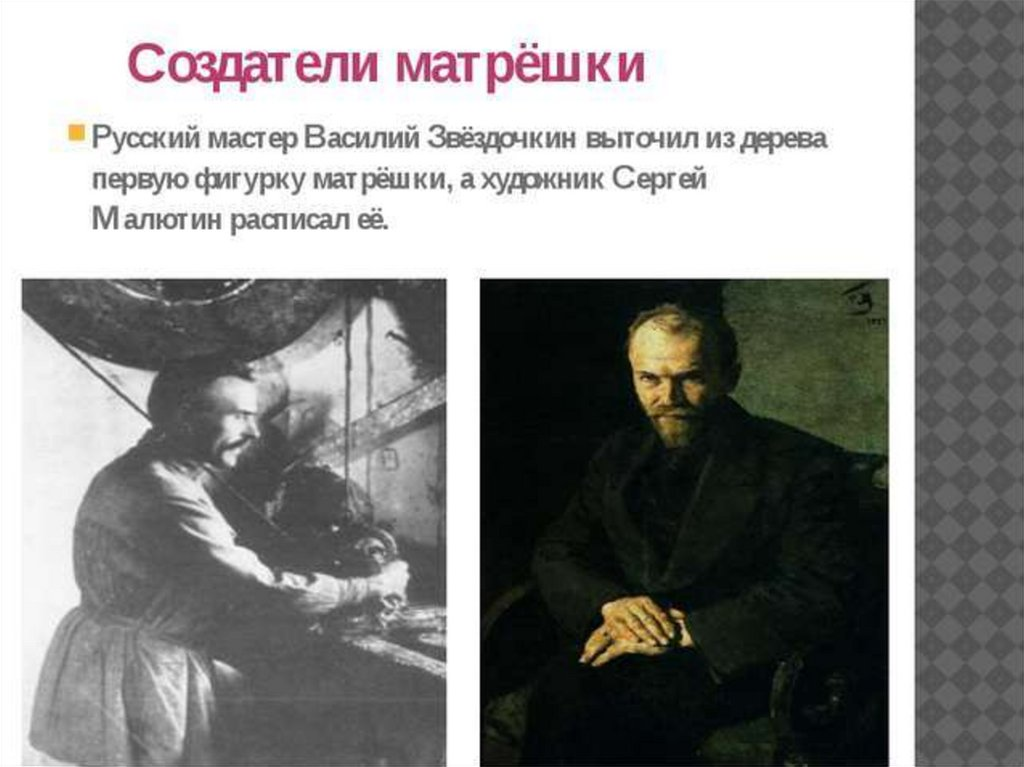 Создатели матрёшки
Русский мастер Василий Звёздочкин выточил из дерева
первую фигурку матрёшки, а художник Сергей
Малютин расписал её.